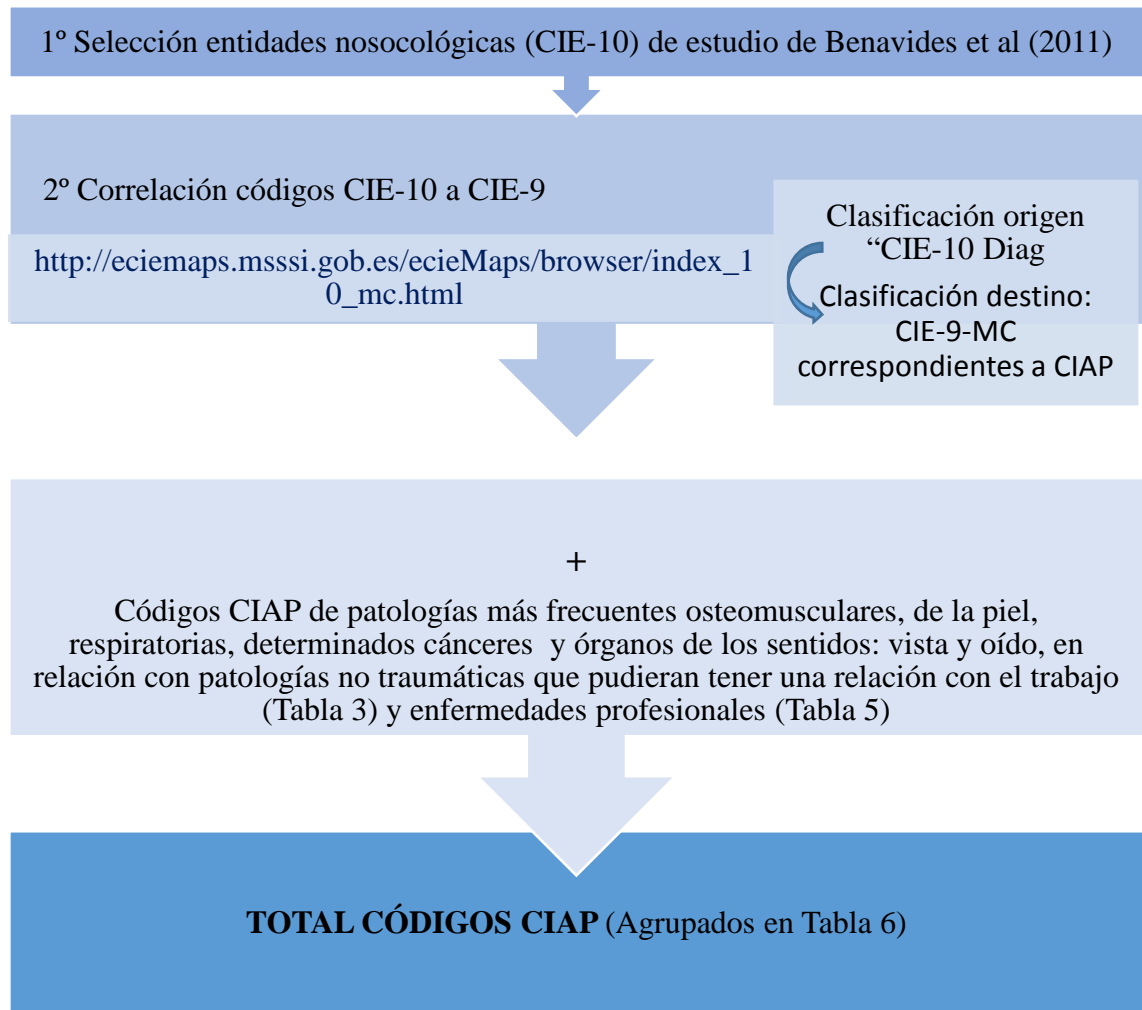 1º Selección entidades nosocológicas (CIE-10) de estudio de Benavides et al (2011)
2º Correlación códigos CIE-10 a CIE-9
http://eciemaps.msssi.gob.es/ecieMaps/browser/index_1
0_mc.html
Clasificación origen
“CIE-10 Diag
Clasificación destino:
CIE-9-MC
correspondientes a CIAP
+
Códigos CIAP de patologías más frecuentes osteomusculares, de la piel,
respiratorias, determinados cánceres y órganos de los sentidos: vista y oído, en
relación con patologías no traumáticas que pudieran tener una relación con el trabajo
(Tabla 3) y enfermedades profesionales (Tabla 5)
TOTAL CÓDIGOS CIAP (Agrupados en Tabla 6)